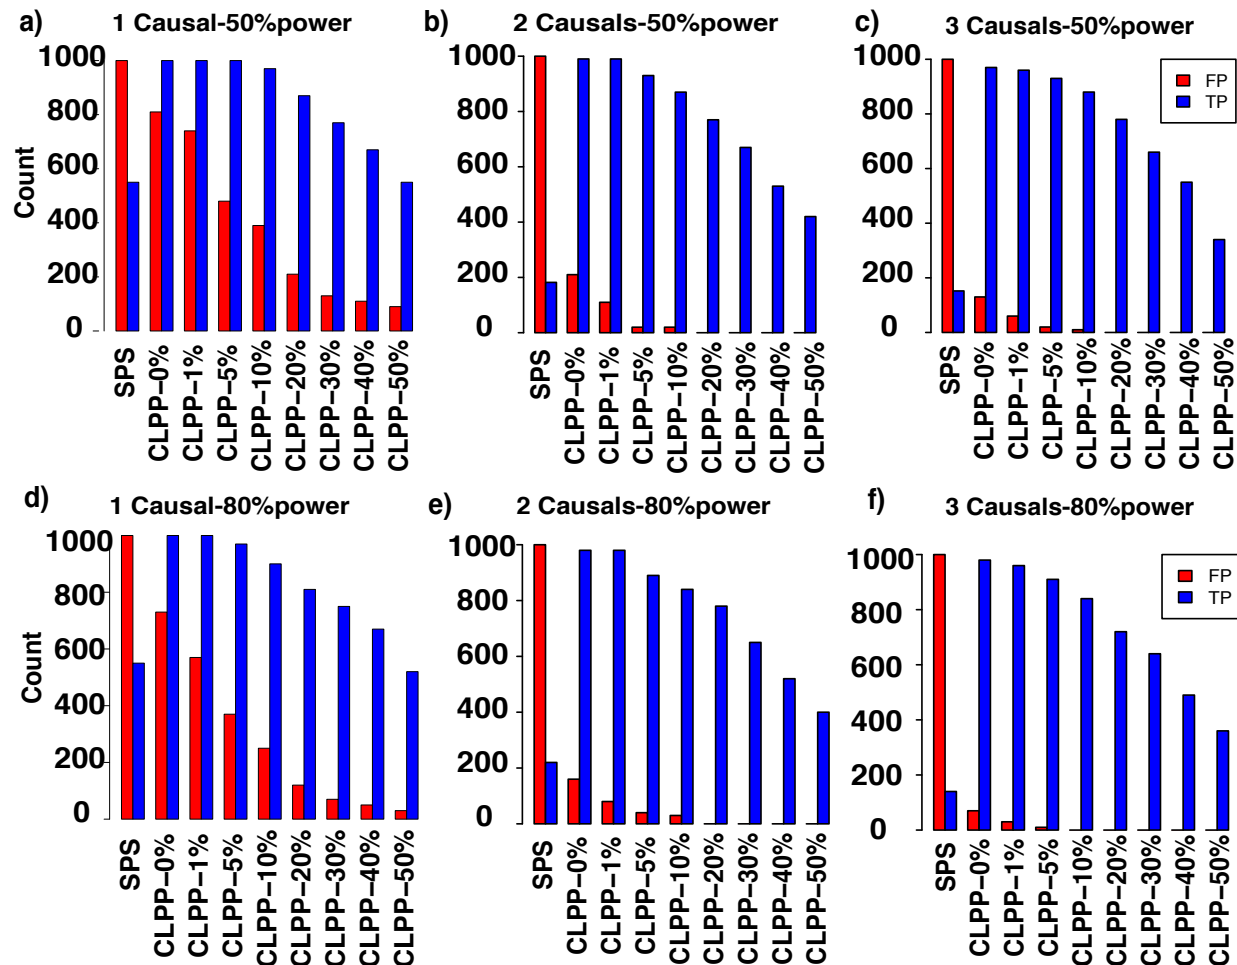 a) 1 Causal-50%power
Count
1000
800
600
400
200
0
SPS
CLPP–0%
CLPP–1%
CLPP–5%
CLPP–10%
CLPP–20%
CLPP–30%
CLPP–40%
CLPP–50%
b) 2 Causals-50%power
1000
800
600
400
200
0
SPS
CLPP–0%
CLPP–1%
CLPP–5%
CLPP–10%
CLPP–20%
CLPP–30%
CLPP–40%
CLPP–50%
c) 3 Causals-50%power
FP
TP
1000
800
600
400
200
0
SPS
CLPP–0%
CLPP–1%
CLPP–5%
CLPP–10%
CLPP–20%
CLPP–30%
CLPP–40%
CLPP–50%
d) 1 Causal-80%power
Count
1000
800
600
400
200
0
SPS
CLPP–0%
CLPP–1%
CLPP–5%
CLPP–10%
CLPP–20%
CLPP–30%
CLPP–40%
CLPP–50%
e) 2 Causals-80%power
1000
800
600
400
200
0
SPS
CLPP–0%
CLPP–1%
CLPP–5%
CLPP–10%
CLPP–20%
CLPP–30%
CLPP–40%
CLPP–50%
f) 3 Causals-80%power
FP
TP
1000
800
600
400
200
0
SPS
CLPP–0%
CLPP–1%
CLPP–5%
CLPP–10%
CLPP–20%
CLPP–30%
CLPP–40%
CLPP–50%